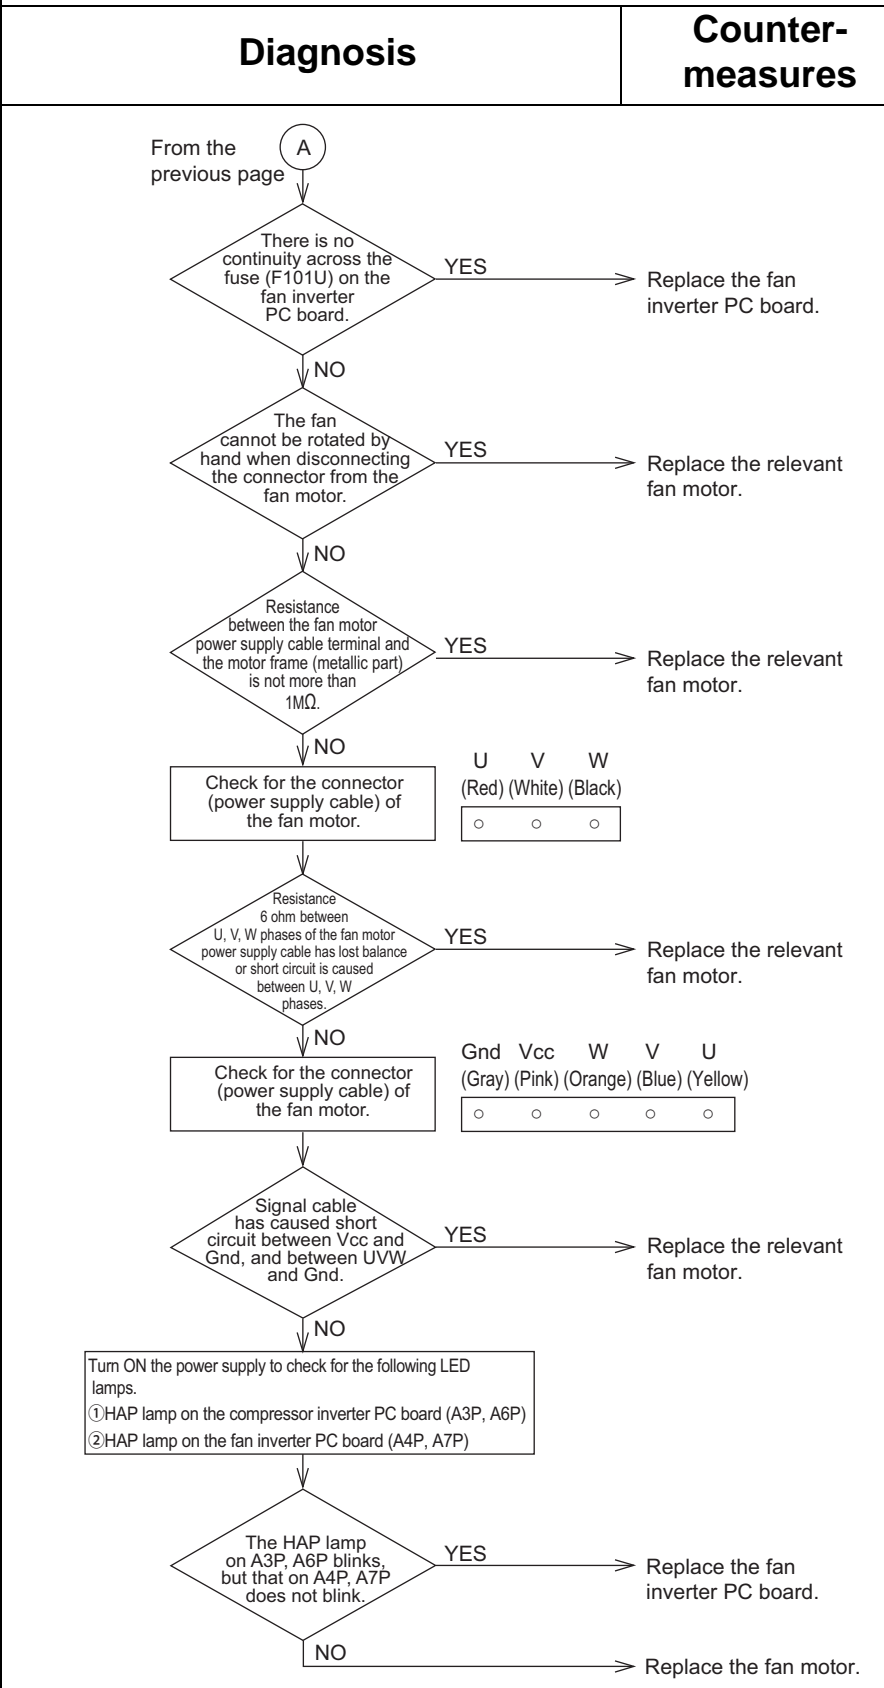 Diagnosis
Counter-
measures
From the
previous page
A
There is no
continuity across the
fuse (F101U) on the
fan inverter
PC board.
YES
Replace the fan
inverter PC board.
NO
The fan
cannot be rotated by
hand when disconnecting
the connector from the
fan motor.
YES
Replace the relevant
fan motor.
NO
Resistance
between the fan motor
power supply cable terminal and
the motor frame (metallic part)
is not more than
1MΩ.
YES
Replace the relevant
fan motor.
NO
Check for the connector
(power supply cable) of
the fan motor.
U V W
(Red) (White) (Black)
Resistance
6 ohm between
U, V, W phases of the fan motor
power supply cable has lost balance
or short circuit is caused
between U, V, W
phases.
YES
Replace the relevant
fan motor.
NO
Check for the connector
(power supply cable) of
the fan motor.
Gnd Vcc W V U
(Gray) (Pink) (Orange) (Blue) (Yellow)
Signal cable
has caused short
circuit between Vcc and
Gnd, and between UVW
and Gnd.
YES
Replace the relevant
fan motor.
NO
Turn ON the power supply to check for the following LED
lamps.
①HAP lamp on the compressor inverter PC board (A3P, A6P)
②HAP lamp on the fan inverter PC board (A4P, A7P)
The HAP lamp
on A3P, A6P blinks,
but that on A4P, A7P
does not blink.
YES
Replace the fan
inverter PC board.
NO
Replace the fan motor.